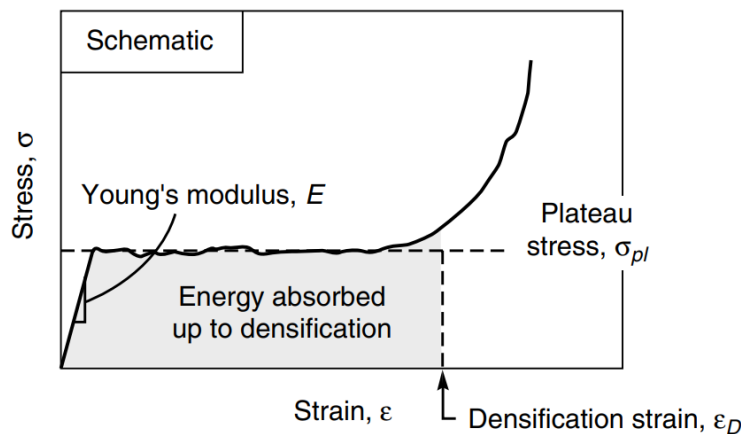 Schematic
Stress, σ
Young's modulus, E
Plateau
stress, σpl
Energy absorbed
up to densification
Strain, ε
Densification strain, εD